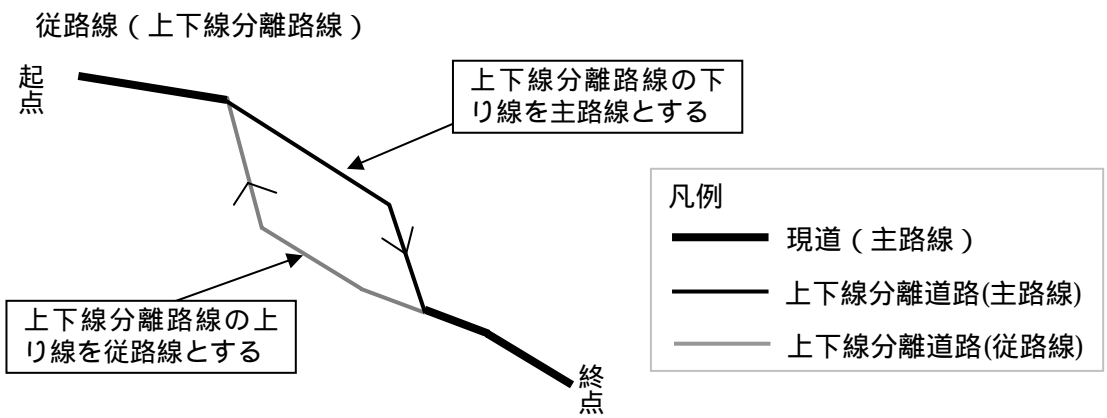 従路線（上下線分離路線）
起点
上下線分離路線の下
り線を主路線とする
凡例
現道（主路線）
上下線分離道路(主路線)
上下線分離道路(従路線)
上下線分離路線の上
り線を従路線とする
終点